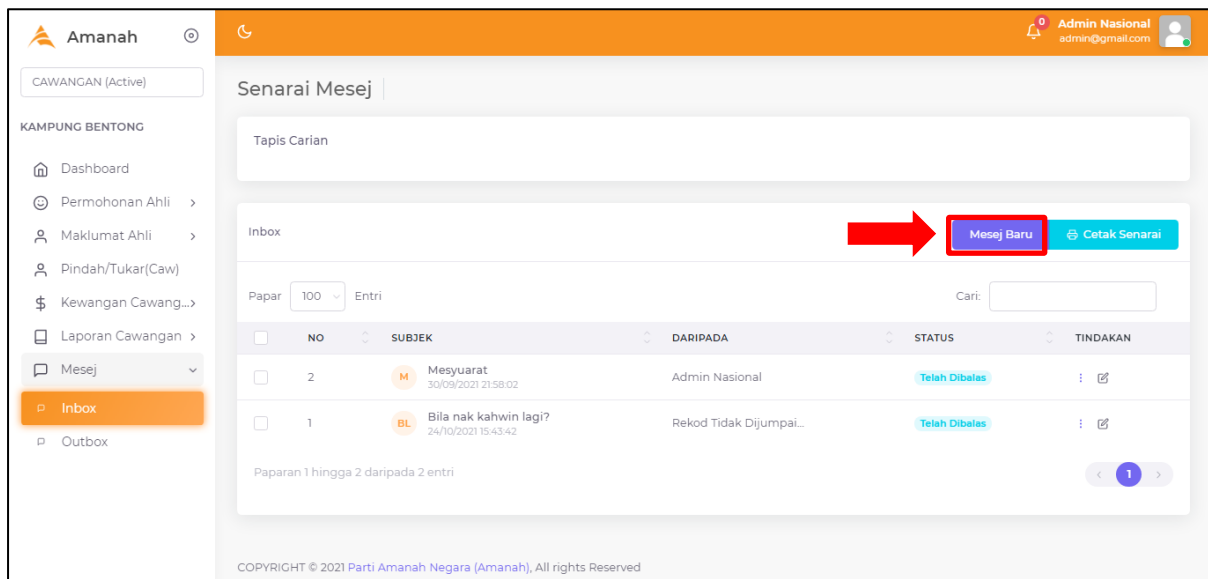 Amanah
0
Admin Nasional
admin@gmail.com
CAWANGAN (Active)
KAMPUNG BENTONG
Dashboard
Permohonan Ahli
Maklumat Ahli
Pindah/Tukar(Caw)
Kewangan Cawang...
Laporan Cawangan
Mesej
Inbox
Outbox
Senarai Mesej
Tapis Carian
Inbox
Mesej Baru
Cetak Senarai
Papar 100 Entri
Cari:
NO SUBJEK DARIPADA STATUS TINDAKAN
2 M Mesyuarat Admin Nasional Telah Dibalas
30/09/2021 21:58:02
1 BL Bila nak kahwin lagi? Rekod Tidak Dijumpai... Telah Dibalas
24/10/2021 15:43:42
Paparan 1 hingga 2 daripada 2 entri
< 1 >
COPYRIGHT © 2021 Parti Amanah Negara (Amanah), All rights Reserved